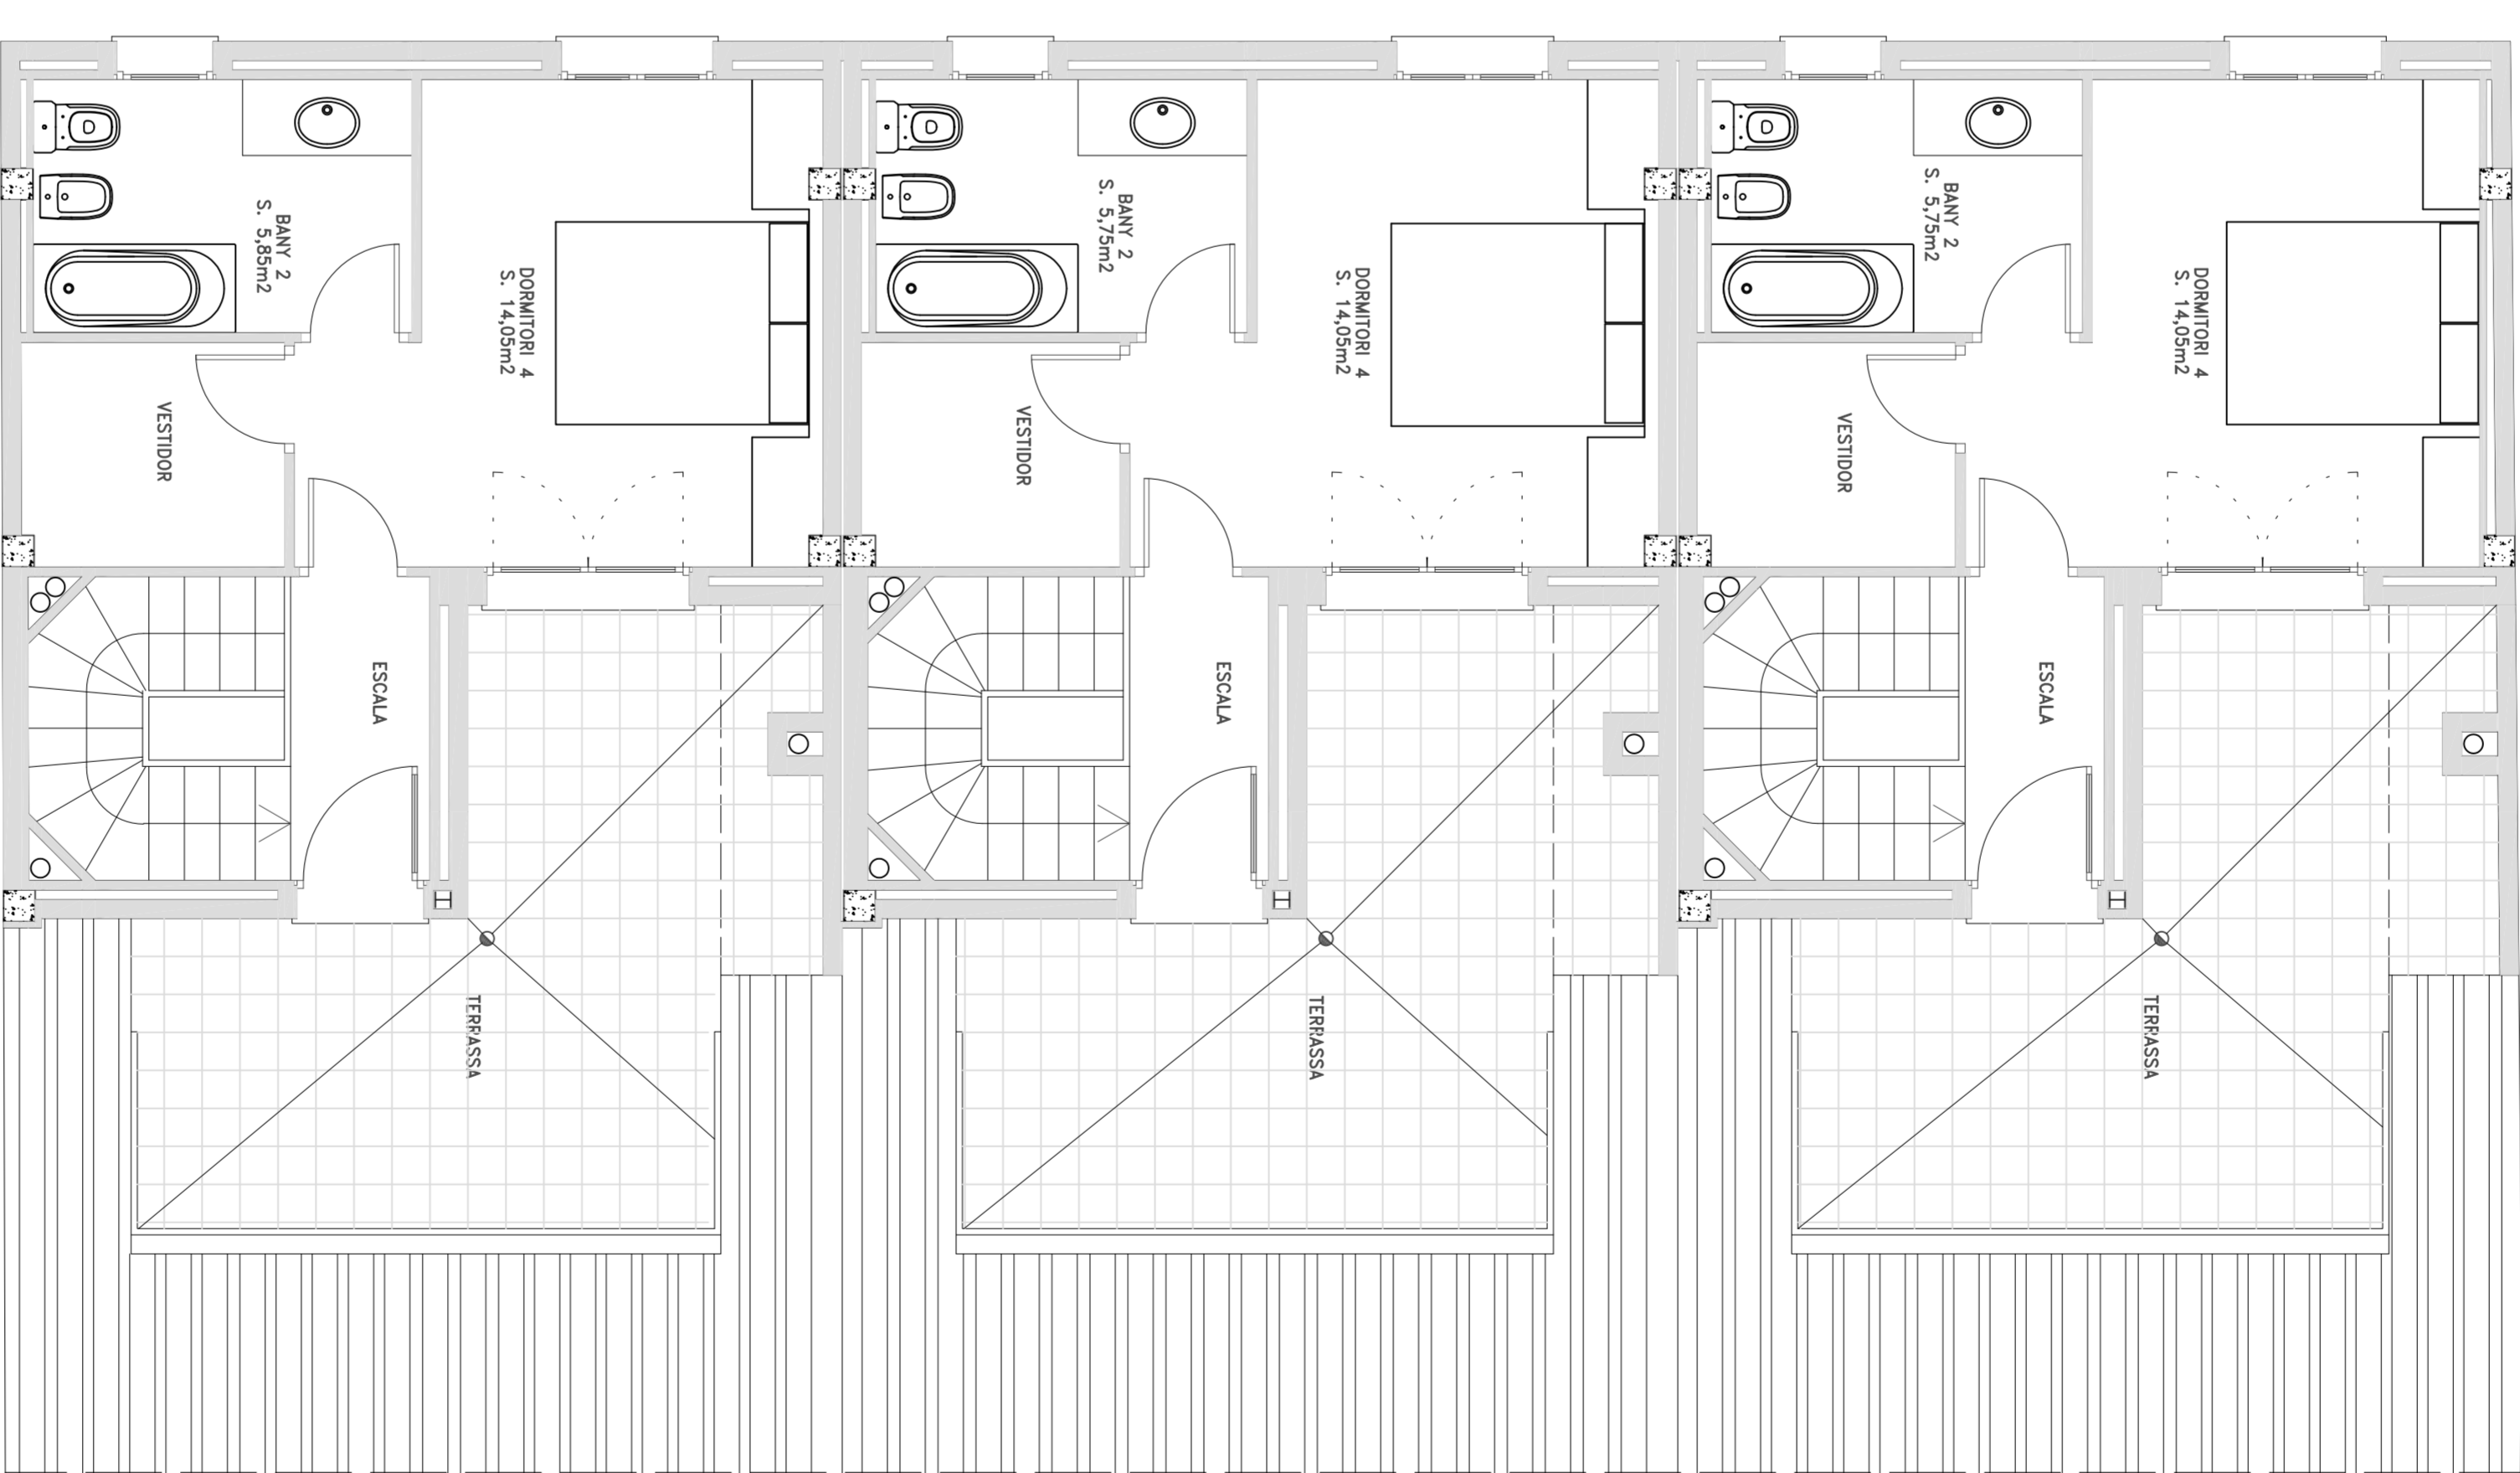 BANY 2
S. 5,85m2
DORMITORI 4
S. 14,05m2
VESTIDOR
ESCALA
TERRASSA
BANY 2
S. 5,75m2
DORMITORI 4
S. 14,05m2
VESTIDOR
ESCALA
TERRASSA
BANY 2
S. 5,75m2
DORMITORI 4
S. 14,05m2
VESTIDOR
ESCALA
TERRASSA